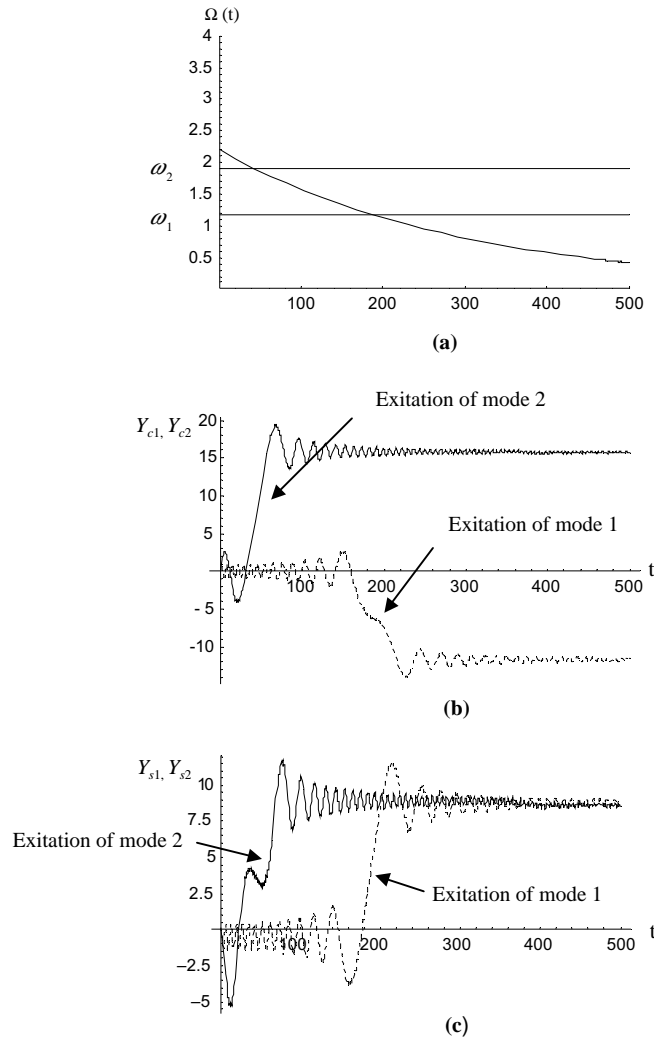 Ω (t)
4
3.5
3
2.5
2
1.5
1
0.5
ω2
ω1
100 200 300 400 500
(a)
Exitation of mode 2
Yc1, Yc2
20
15
10
5
-5
-10
Exitation of mode 1
t
100 200 300 400 500
(b)
Ys1, Ys2
10
7.5
5
2.5
−2.5
−5
Exitation of mode 2
Exitation of mode 1
t
100 200 300 400 500
(c)